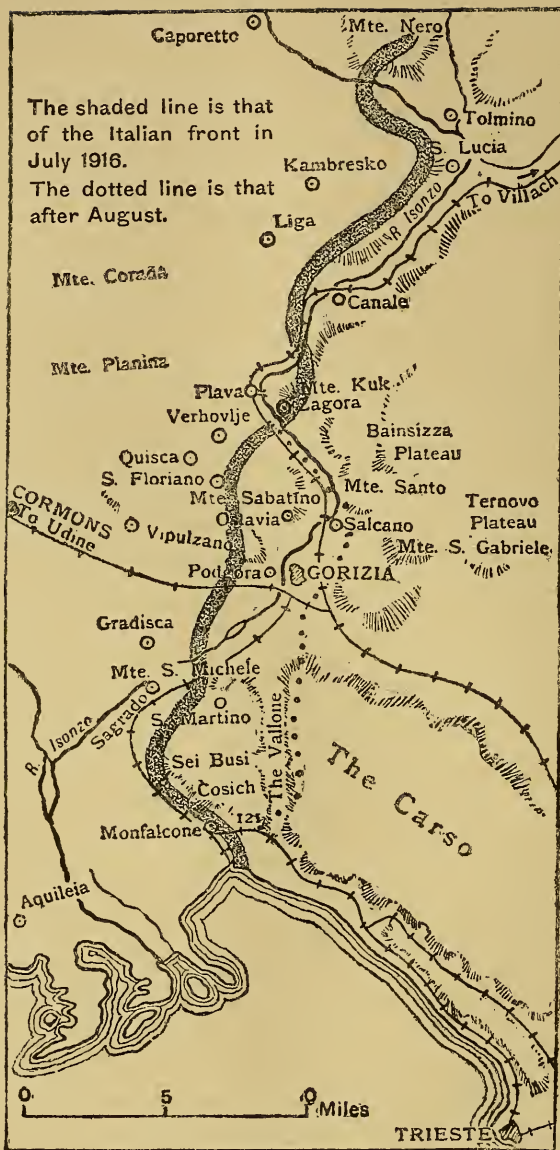 Caporetto
Mte. Nero
The shaded line is that
of the Italian front in
July 1916.
The dotted line is that
after August.
Tolmino
S. Lucia
Kambresko
To Villach
R. Isonzo
Liga
Mte. Corada
Canale
Mte. Planina
Plava
Mte. Kuk
Zagora
Verhovlje
Bainsizza
Plateau
Quisca
S. Floriano
Mte. Sabatino
Mte. Santo
Ternovo
Plateau
CORMONS
To Udine
Oslavia
Salcano
Vipulzano
Mte. S. Gabriele
Podgora
GORIZIA
Gradisca
Mte. S. Michele
Sagrado
S. Martino
R. Isonzo
The Vallone
Sei Busi
The Carso
Cosich
Monfalcone
121
Aquileia
0 5 0 Miles
TRIESTE